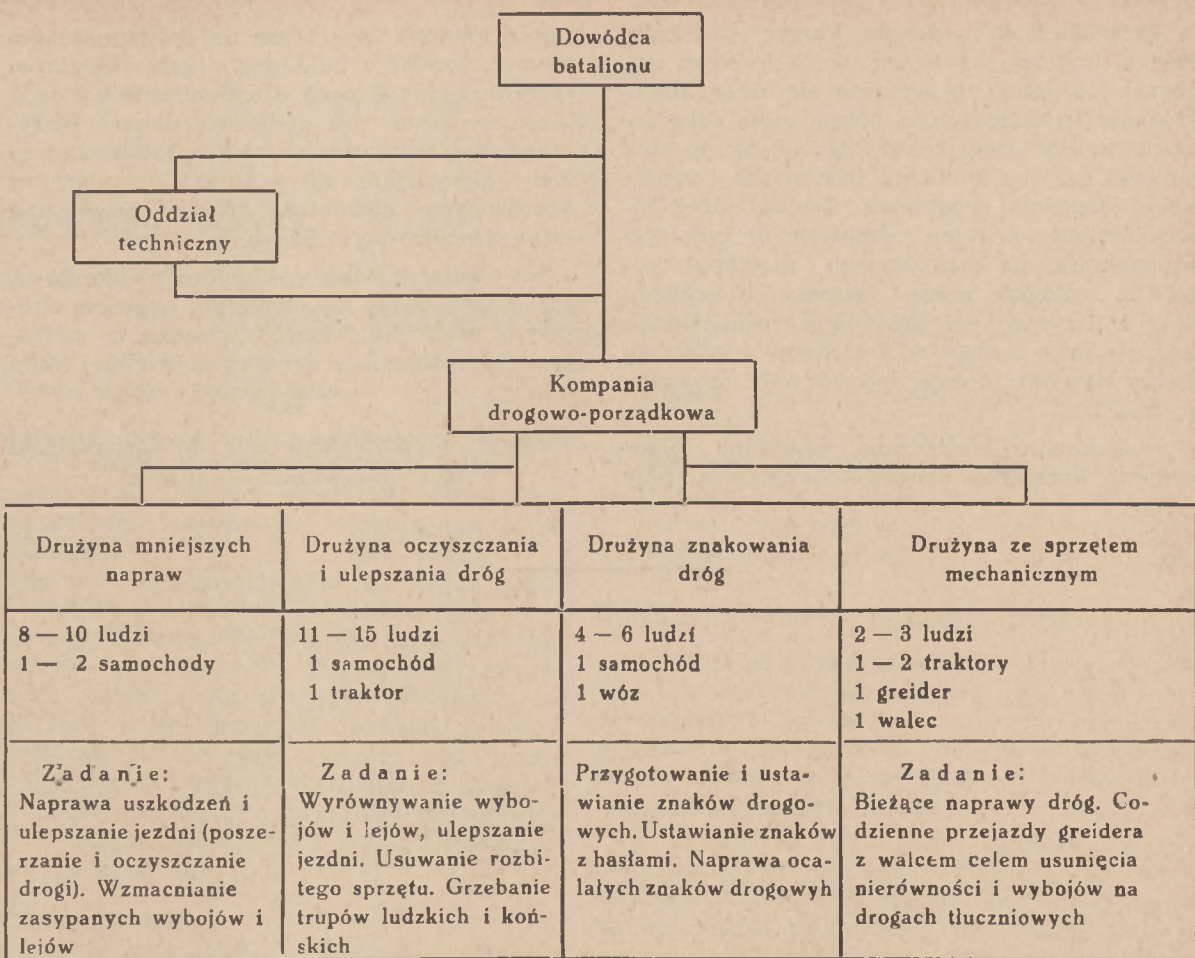 Dowódca
batalionu
Oddział
techniczny
Kompania
drogowo-porządkowa
Drużyna mniejszych
napraw
Drużyna oczyszczania
i ulepszania dróg
Drużyna znakowania
dróg
Drużyna ze sprzętem
mechanicznym
8 — 10 ludzi
1 — 2 samochody
11 — 15 ludzi
1 samochód
1 traktor
4 — 6 ludzi
1 samochód
1 wóz
2 — 3 ludzi
1 — 2 traktory
1 greider
1 walec
Zadanie:
Naprawa uszkodzeń i
ulepszanie jezdni (posze-
rzanie i oczyszczanie
drogi). Wzmacnianie
zasypanych wybojów i
lejów
Zadanie:
Wyrównywanie wybo-
jów i lejów, ulepszanie
jezdni. Usuwanie rozbi-
tego sprzętu. Grzebanie
trupów ludzkich i koń-
skich
Przygotowanie i usta-
wianie znaków drogo-
wych. Ustawianie znaków
z hasłami. Naprawa oca-
lałych znaków drogowyh
Zadanie:
Bieżące naprawy dróg. Co-
dzienne przejazdy greidera
z walcem celem usunięcia
nierówności i wybojów na
drogach tłuczniowych